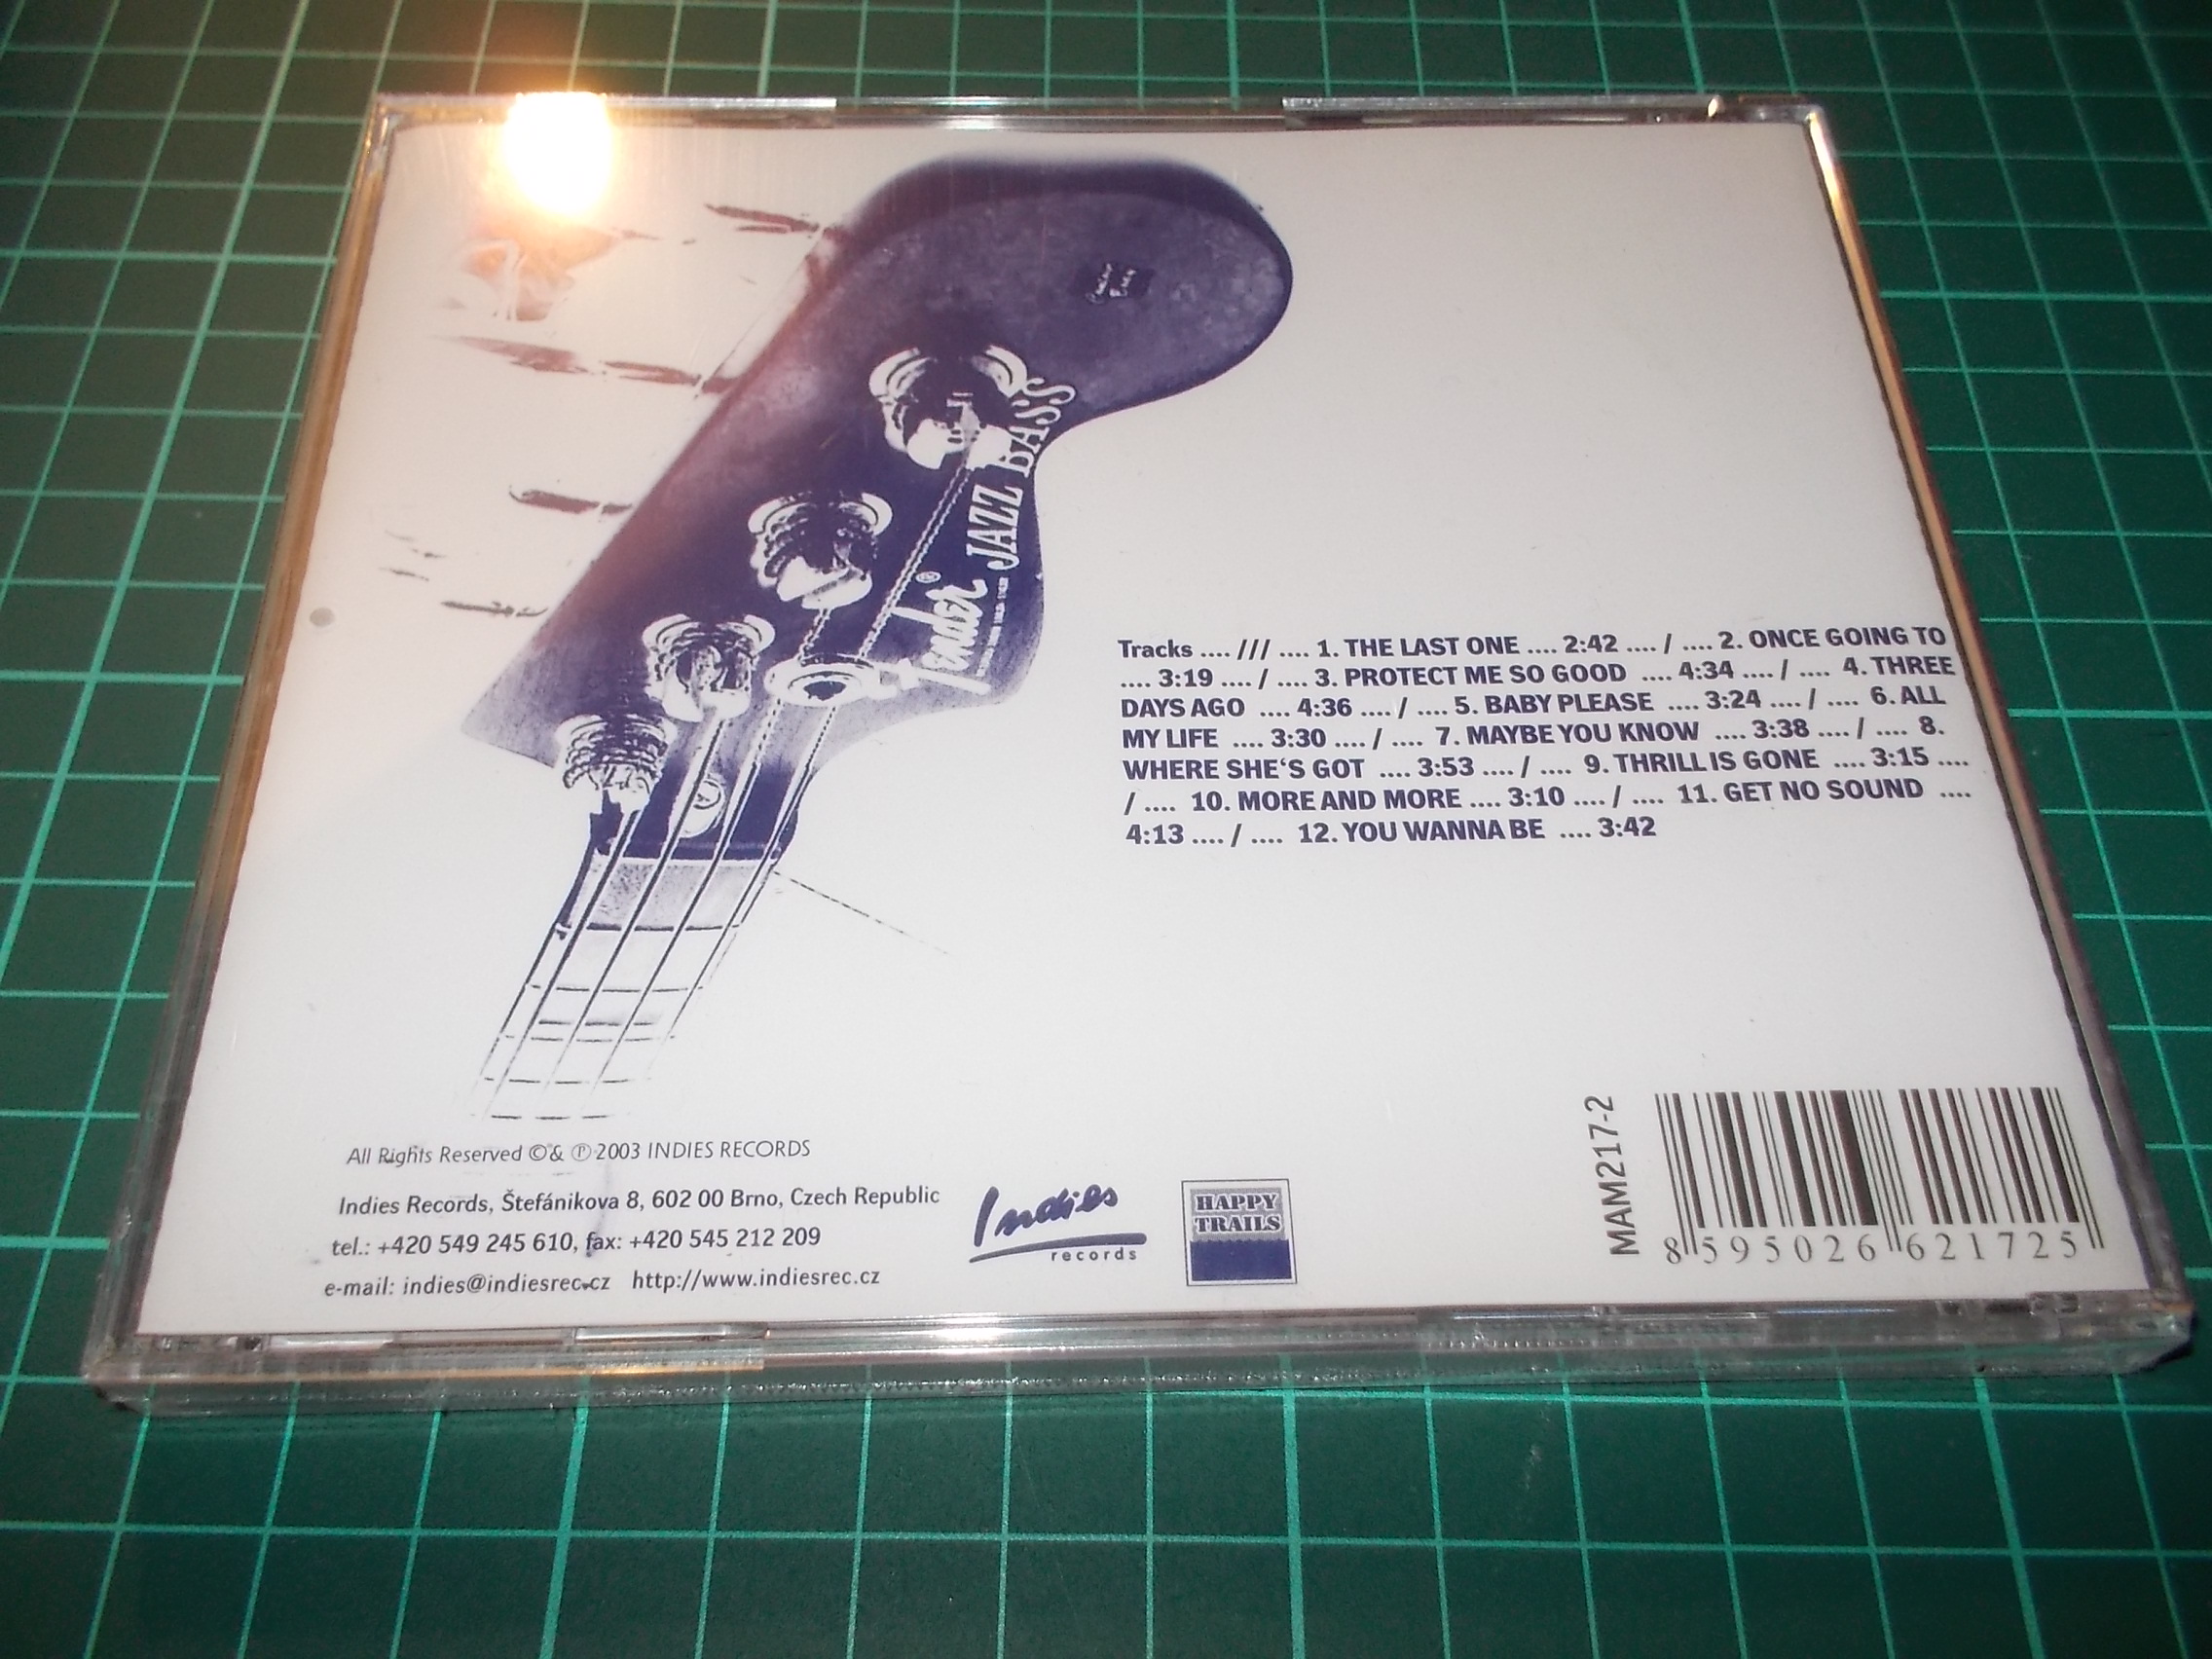 Fender® JAZZ BASS
Tracks .... /// .... 1. THE LAST ONE .... 2:42 .... / .... 2. ONCE GOING TO
.... 3:19 .... / .... 3. PROTECT ME SO GOOD .... 4:34 .... / .... 4. THREE
DAYS AGO .... 4:36 .... / .... 5. BABY PLEASE .... 3:24 .... / .... 6. ALL
MY LIFE .... 3:30 .... / .... 7. MAYBE YOU KNOW .... 3:38 .... / .... 8.
WHERE SHE‘S GOT .... 3:53 .... / .... 9. THRILL IS GONE .... 3:15 ....
/ .... 10. MORE AND MORE .... 3:10 .... / .... 11. GET NO SOUND ....
4:13 .... / .... 12. YOU WANNA BE .... 3:42
All Rights Reserved ©& ℗ 2003 INDIES RECORDS
Indies Records, Štefánikova 8, 602 00 Brno, Czech Republic
tel.: +420 549 245 610, fax: +420 545 212 209
e-mail: indies@indiesrec.cz http://www.indiesrec.cz
Indies
records
HAPPY
TRAILS
MAM217-2
8 595026 621725